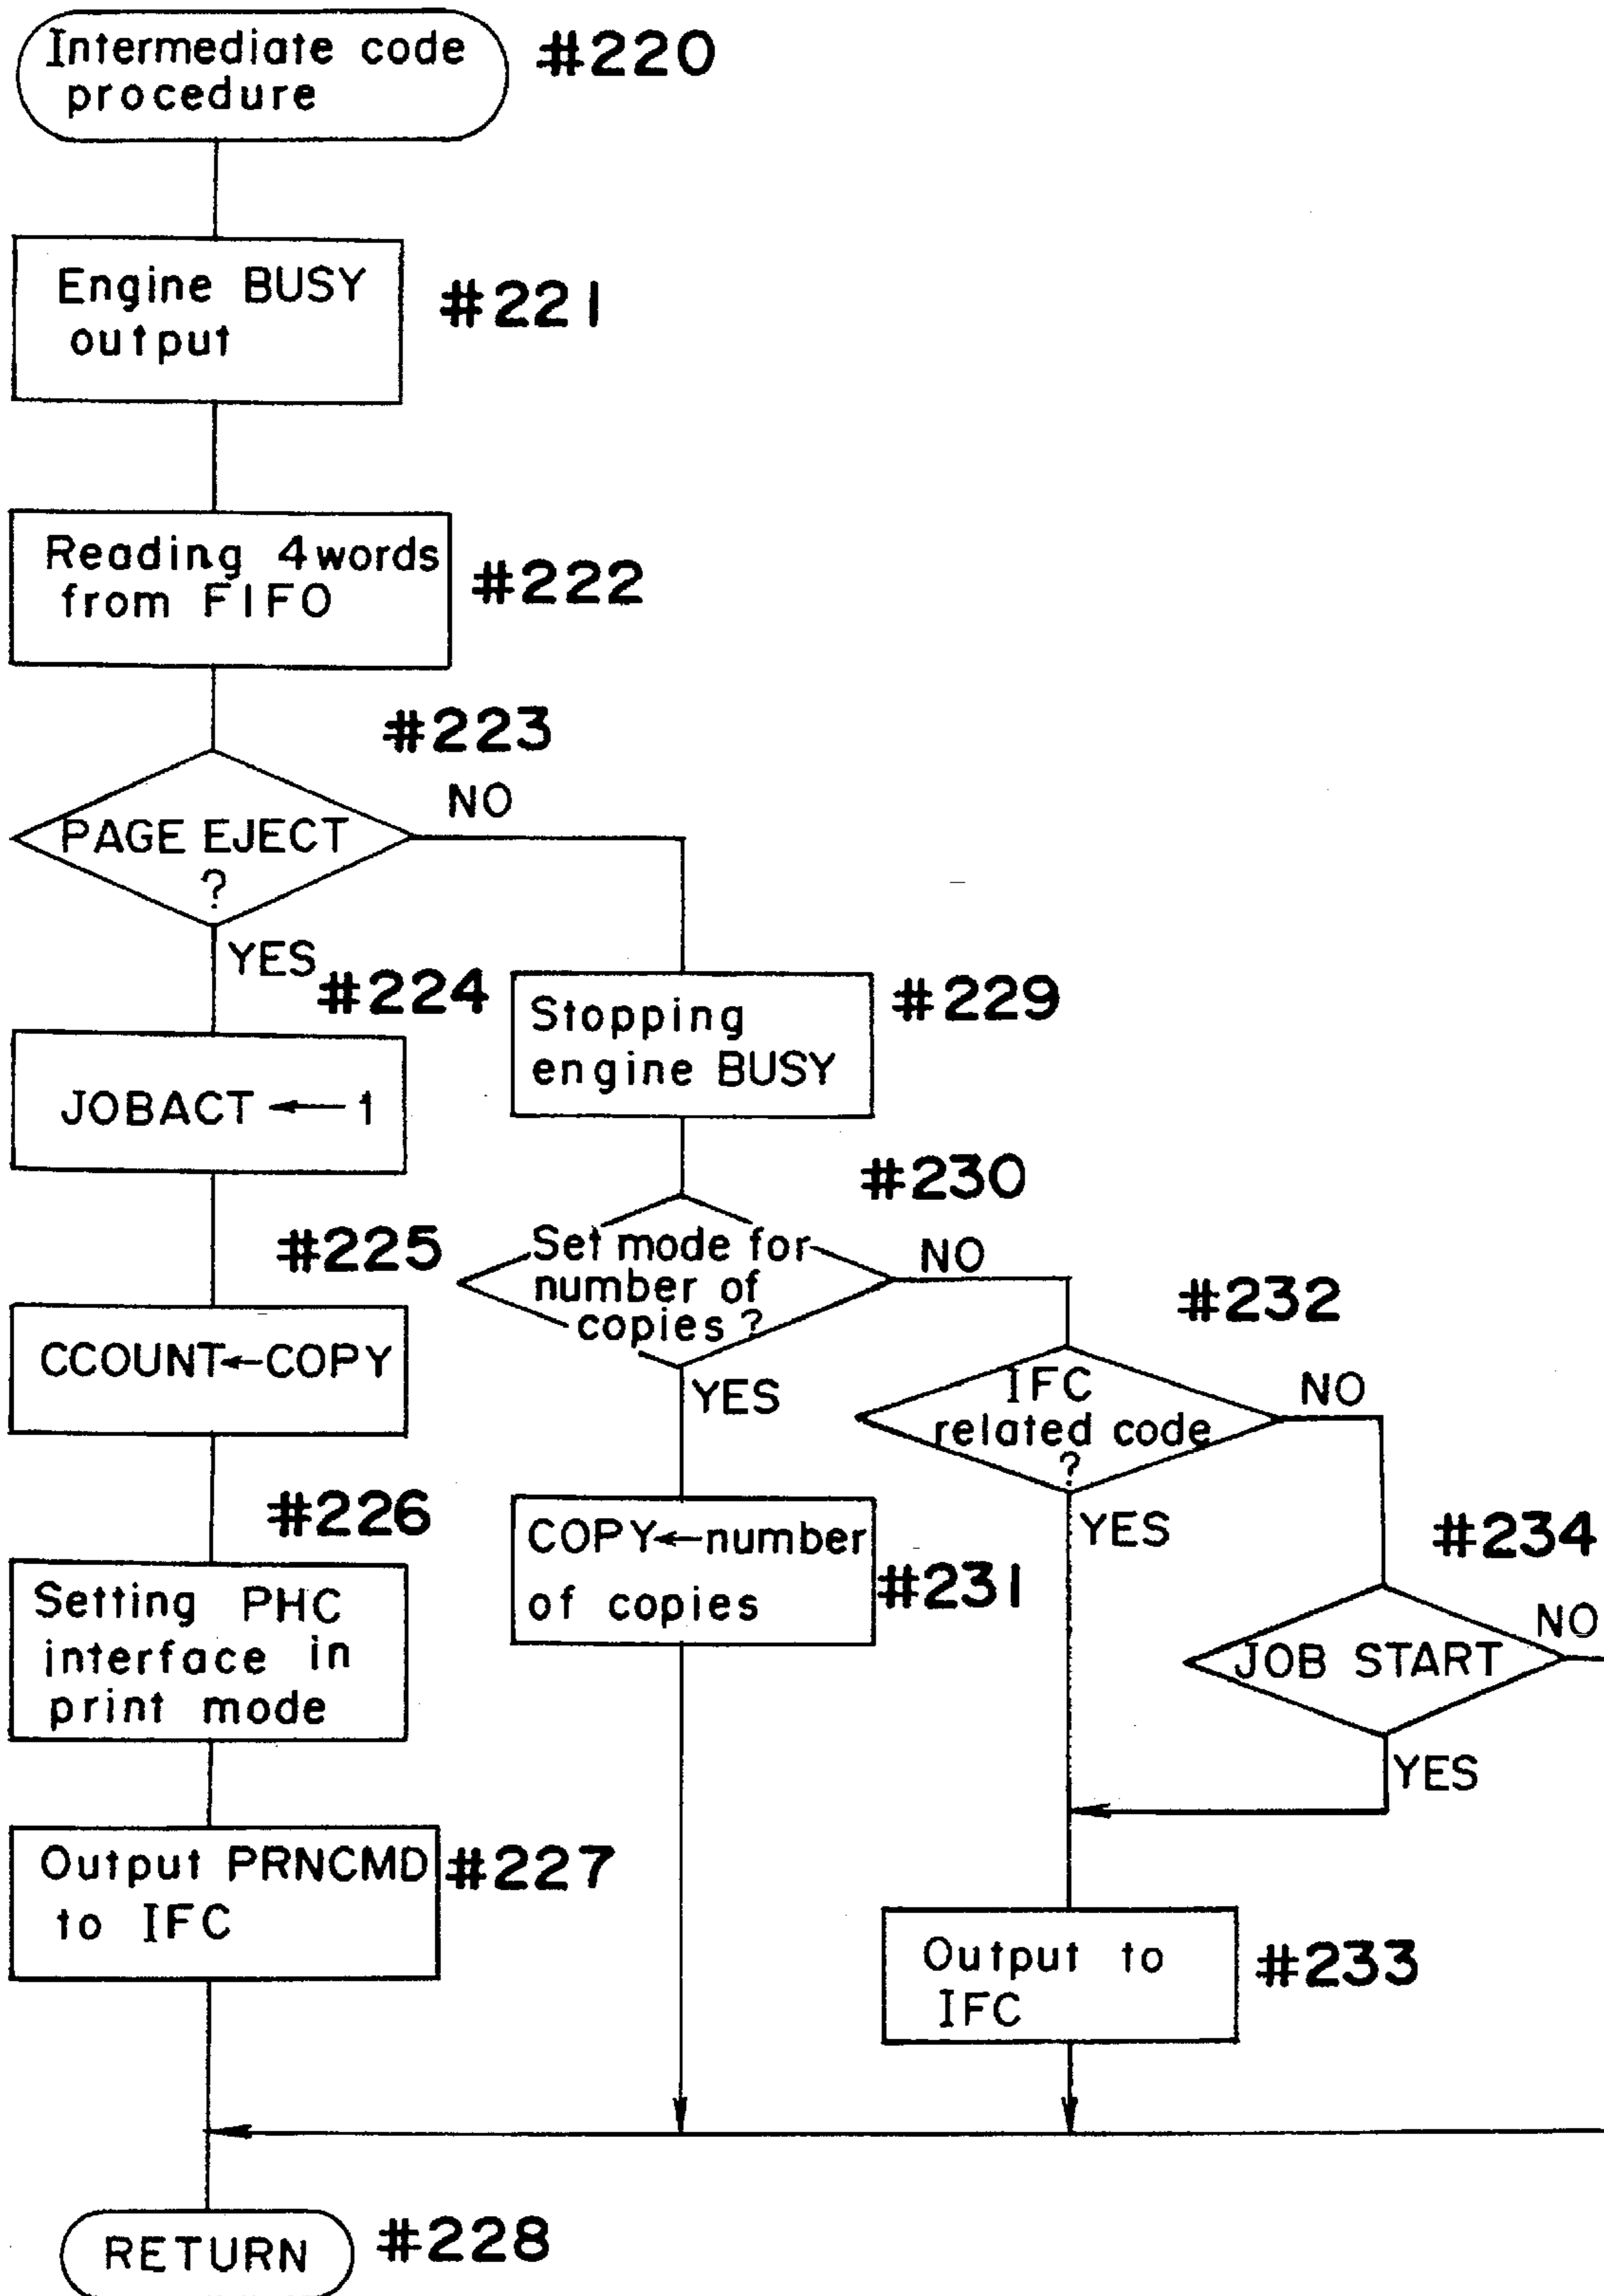 Intermediate code
procedure
#220
Engine BUSY
output
#221
Reading 4 words
from FIFO
#222
#223
PAGE EJECT
?
NO
YES
#224
JOBACT ← 1
#225
CCOUNT←COPY
#226
Setting PHC
interface in
print mode
Output PRNCMD
to IFC
#227
Stopping
engine BUSY
#229
#230
Set mode for
number of
copies ?
NO
YES
COPY←number
of copies
#231
#232
IFC
related code
?
NO
YES
#234
JOB START
NO
YES
Output to
IFC
#233
RETURN
#228